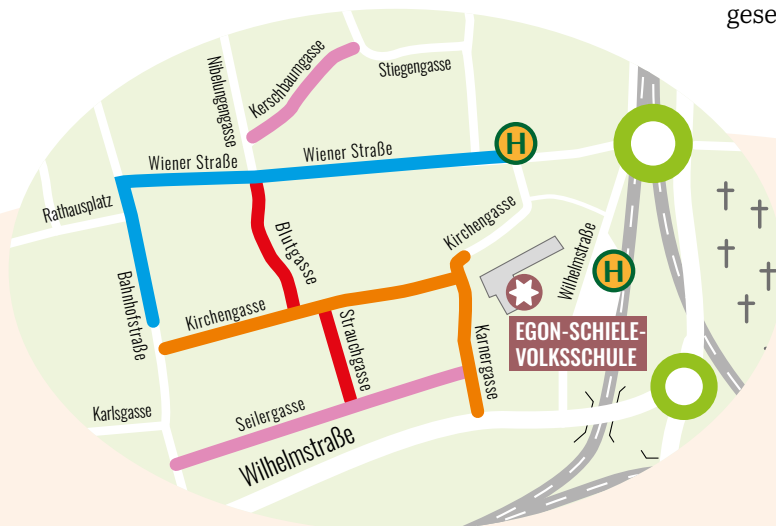 gese
Nibelungengasse
Kerschbaumgasse
Stiegengasse
Wiener Straße
Wiener Straße
H
Rathausplatz
Blutgasse
Kirchengasse
Wilhelmstraße
H
Bahnhofstraße
Kirchengasse
Strauchgasse
Karnergasse
EGON-SCHIELE-
VOLKSSCHULE
Karlsgasse
Seilergasse
Wilhelmstraße